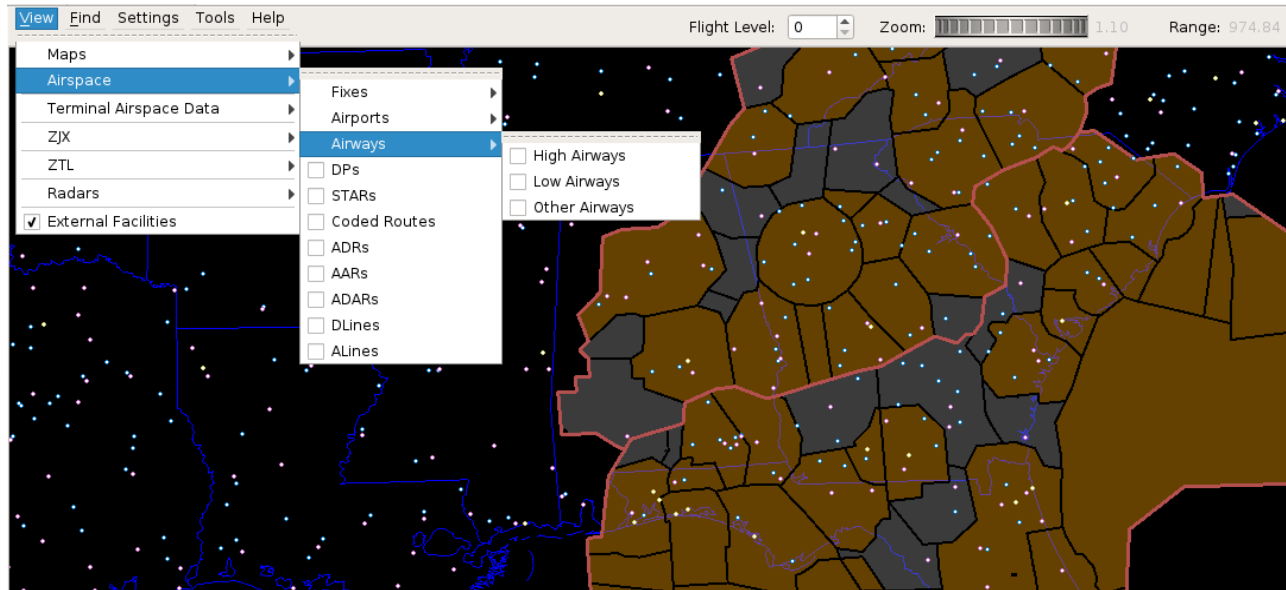 View Find Settings Tools Help
Flight Level: 0 Zoom: 1.10 Range: 974.84
Maps
Airspace
Terminal Airspace Data
ZJX
ZTL
Radars
External Facilities
Fixes
Airports
Airways
DPs
STARs
Coded Routes
ADRs
AARs
ADARs
DLines
ALines
High Airways
Low Airways
Other Airways